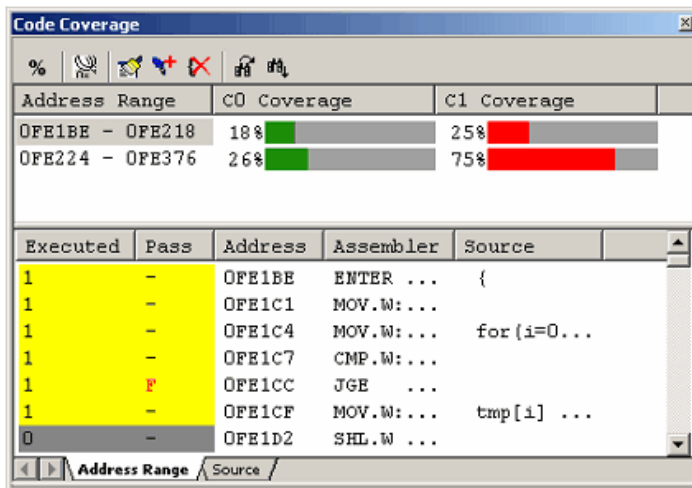 Code Coverage
%
Address Range C0 Coverage C1 Coverage
0FE1BE - 0FE218 18% 25%
0FE224 - 0FE376 26% 75%
Executed Pass Address Assembler Source
1 - 0FE1BE ENTER ... {
1 - 0FE1C1 MOV.W:...
1 - 0FE1C4 MOV.W:... for(i=0...
1 - 0FE1C7 CMP.W:...
1 F 0FE1CC JGE ...
1 - 0FE1CF MOV.W:... tmp[i] ...
0 - 0FE1D2 SHL.W ...
Address Range Source